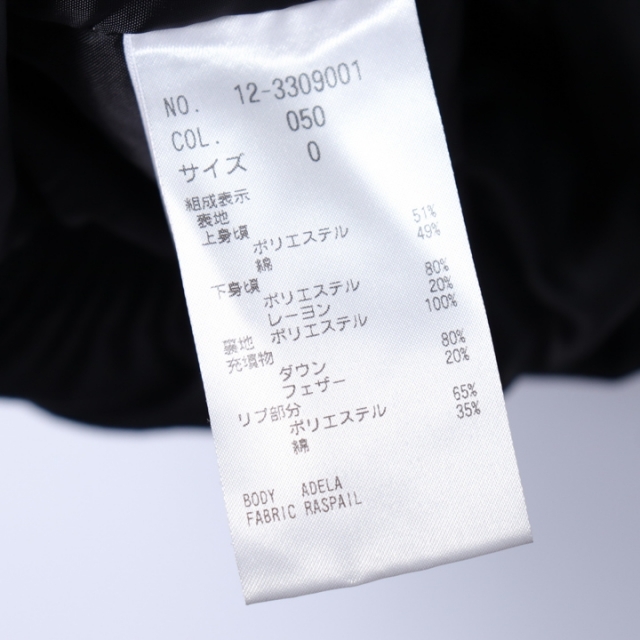 NO. 12-3309001
COL. 050
サイズ 0
組成表示
表地
上身頃
ポリエステル 51%
綿 49%
下身頃
ポリエステル 80%
レーヨン 20%
裏地 ポリエステル 100%
充填物
ダウン 80%
フェザー 20%
リブ部分
ポリエステル 65%
綿 35%
BODY ADELA
FABRIC RASPAIL